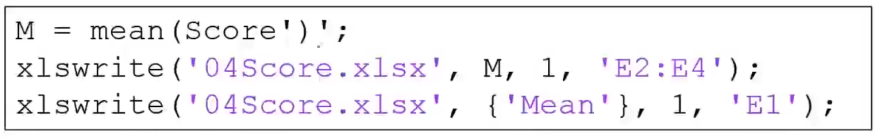 M = mean(Score')';
xlswrite('04Score.xlsx', M, 1, 'E2:E4');
xlswrite('04Score.xlsx', {'Mean'}, 1, 'E1');